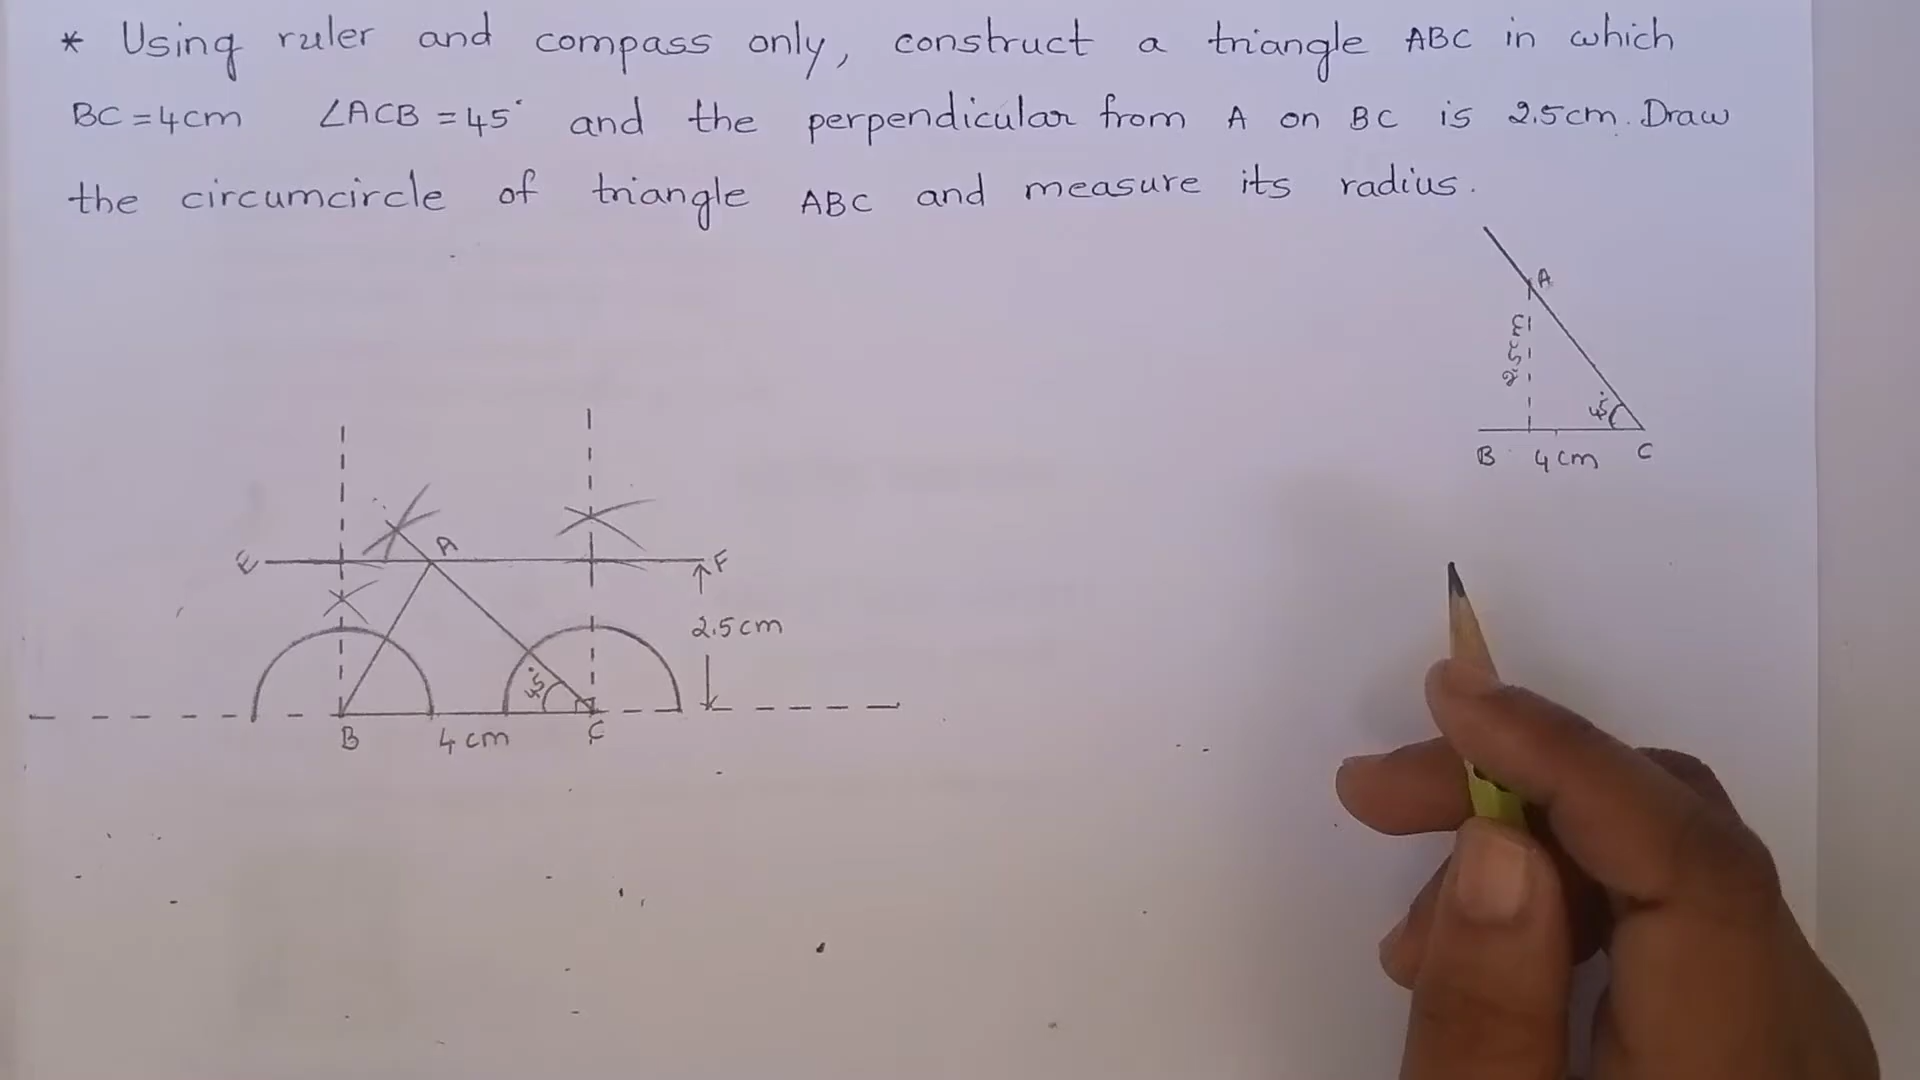 * Using ruler and compass only, construct a triangle ABC in which
BC = 4cm ∠ACB = 45° and the perpendicular from A on BC is 2.5cm. Draw
the circumcircle of triangle ABC and measure its radius.
A
2.5cm
45°
B 4cm C
E A F
2.5cm
45°
B 4cm C